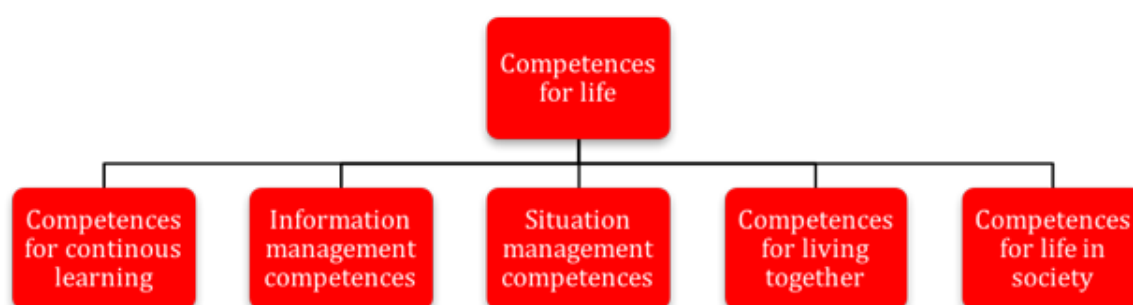 Competences
for life
Competences
for continous
learning
Information
management
competences
Situation
management
competences
Competences
for living
together
Competences
for life in
society